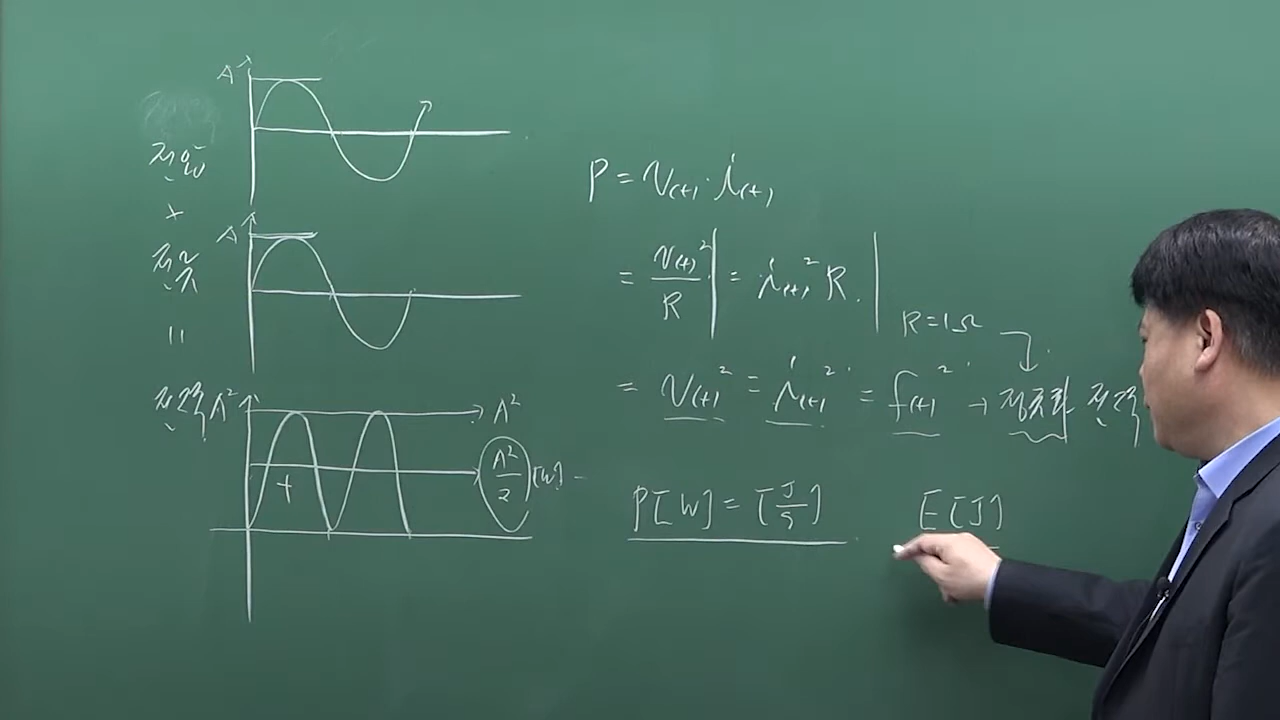 A
전압
×
A
전류
=
전력 A²
A²
+
A²/2 [W] =
P = v(t) · i(t)
= v(t)²/R | = i(t)² R. |
R=1Ω
= v(t)² = i(t)² = f(t)² → 정규화 전력
P[W] = [J/s]
E[J]